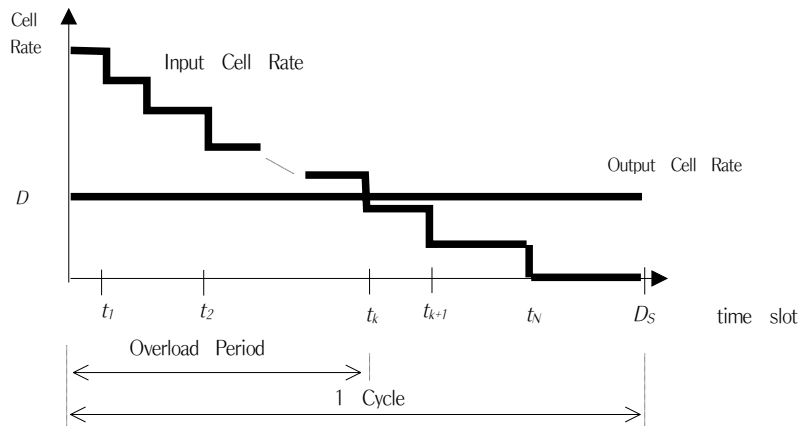 Cell
Rate
Input Cell Rate
Output Cell Rate
D
t1 t2 tk tk+1 tN DS time slot
Overload Period
1 Cycle